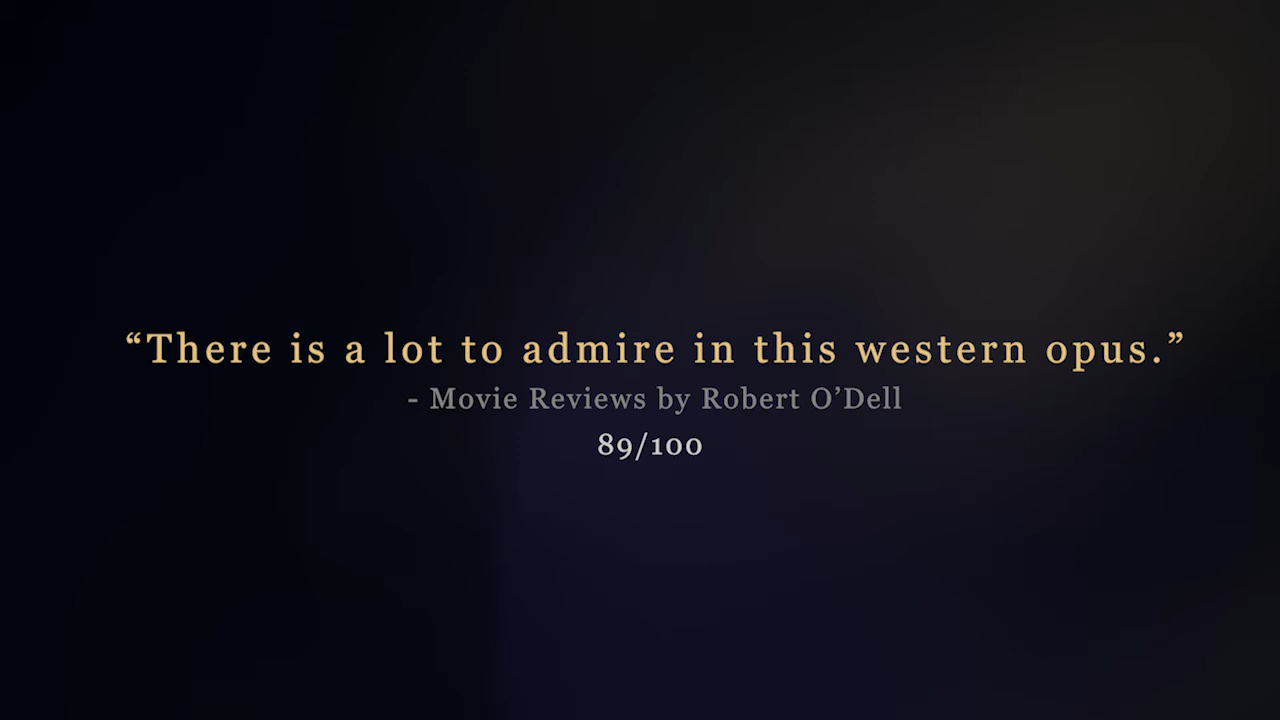 “There is a lot to admire in this western opus.”
- Movie Reviews by Robert O’Dell
89/100